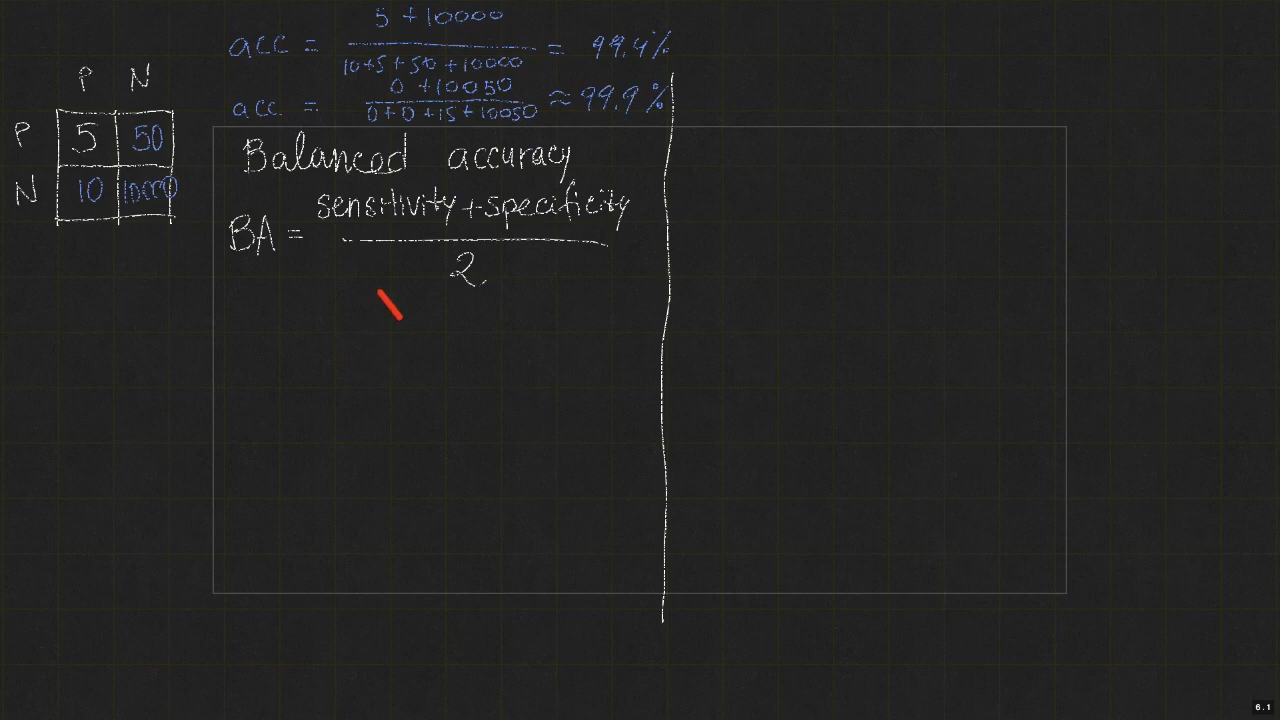 acc = 5 + 10000 / 10+5+50+10000 = 99.4%
acc = 0 + 10050 / 0+0+15+10050 ≈ 99.9%
P N
P 5 50
N 10 10000
Balanced accuracy
BA = sensitivity + specificity / 2
6.1